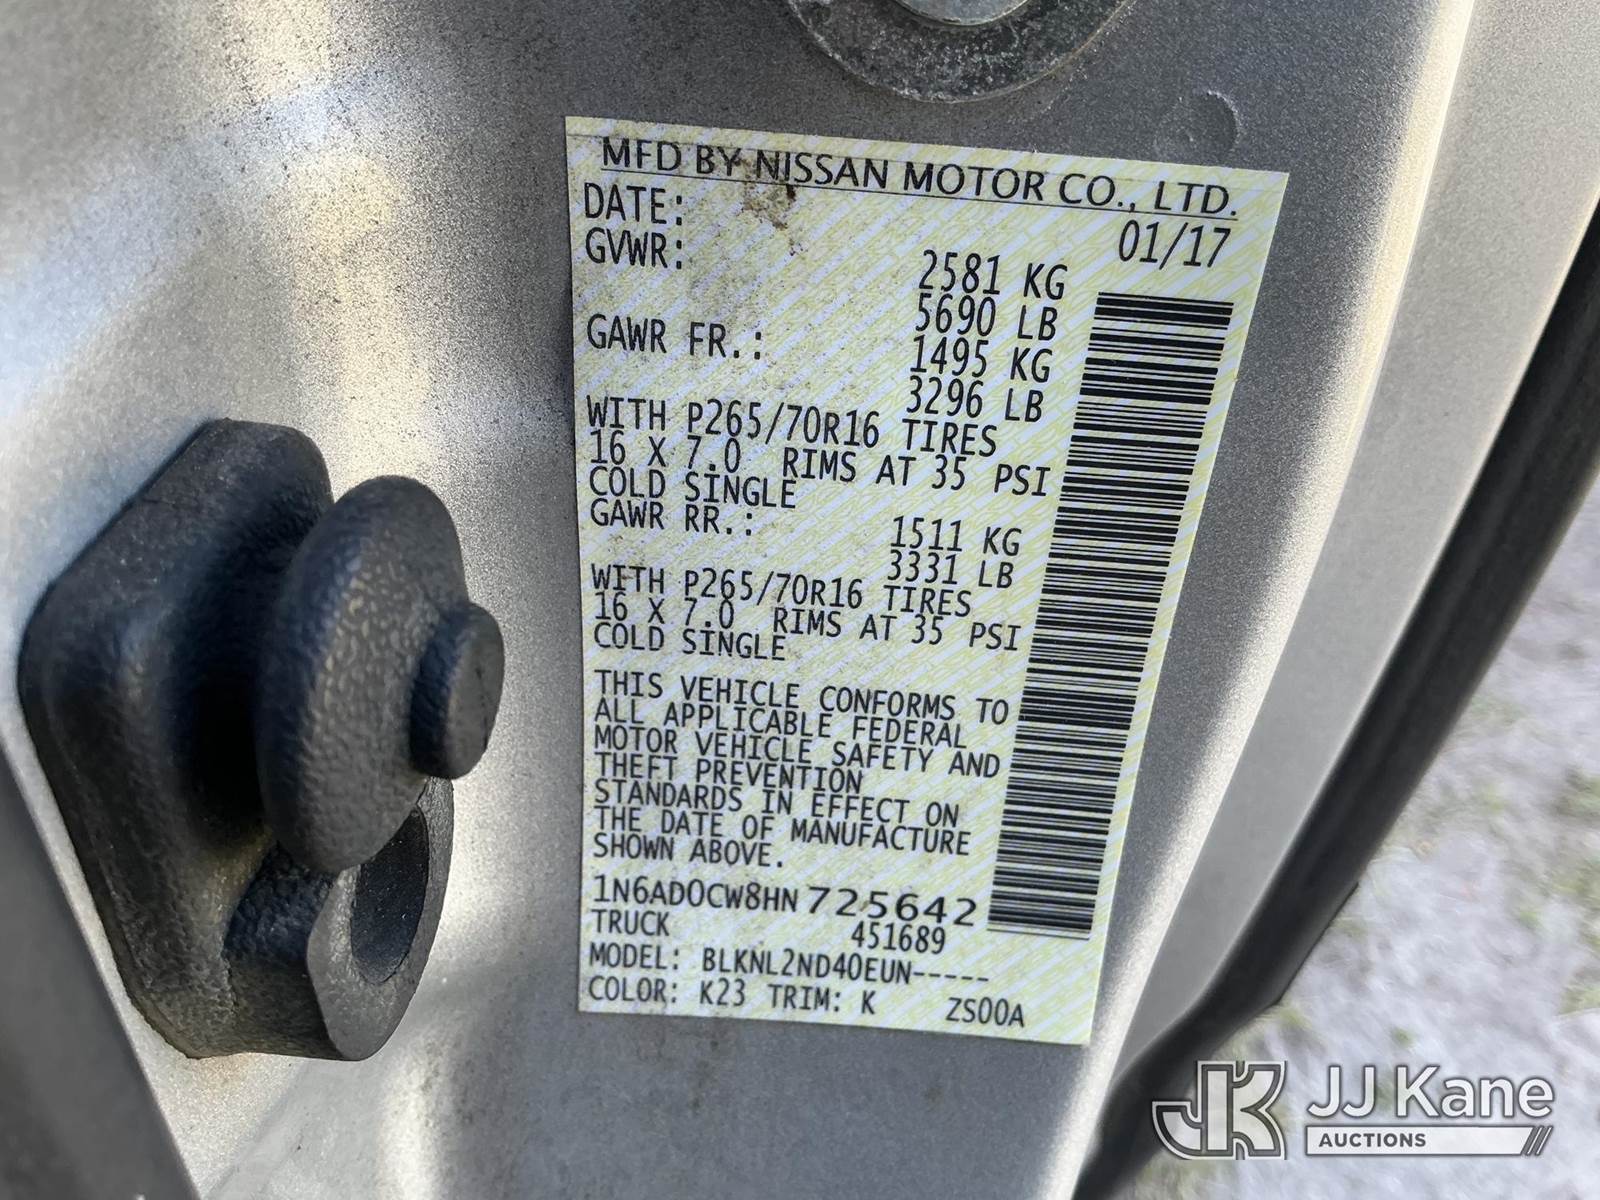 MFD BY NISSAN MOTOR CO., LTD.
DATE: 01/17
GVWR: 2581 KG
5690 LB
GAWR FR.: 1495 KG
3296 LB
WITH P265/70R16 TIRES
16 X 7.0 RIMS AT 35 PSI
COLD SINGLE
GAWR RR.: 1511 KG
3331 LB
WITH P265/70R16 TIRES
16 X 7.0 RIMS AT 35 PSI
COLD SINGLE
THIS VEHICLE CONFORMS TO
ALL APPLICABLE FEDERAL
MOTOR VEHICLE SAFETY AND
THEFT PREVENTION
STANDARDS IN EFFECT ON
THE DATE OF MANUFACTURE
SHOWN ABOVE.
1N6AD0CW8HN725642
TRUCK 451689
MODEL: BLKNL2ND40EUN-----
COLOR: K23 TRIM: K ZS00A
JK JJ Kane
AUCTIONS